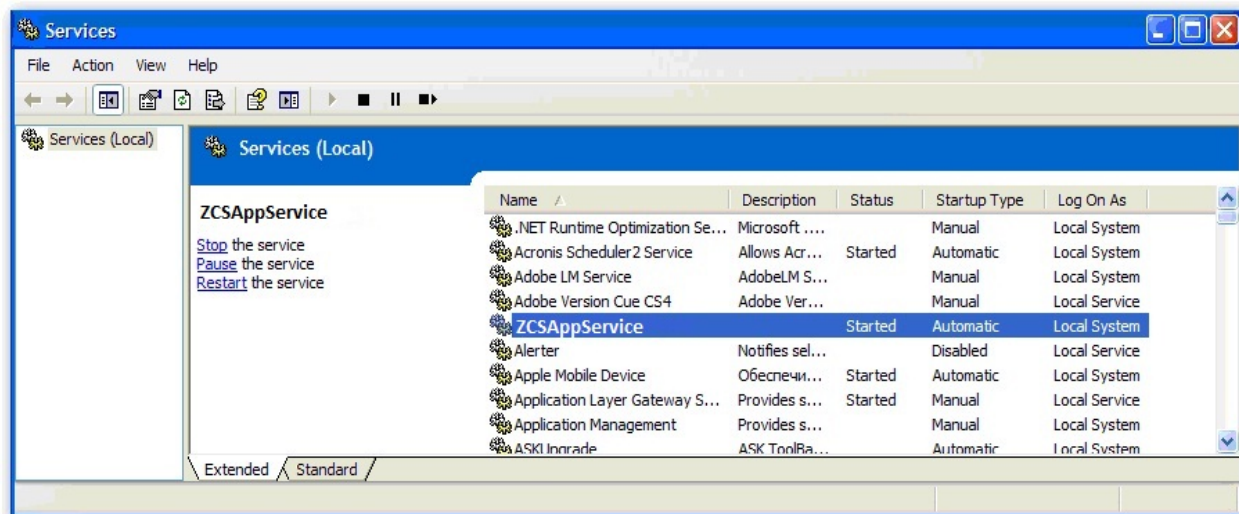 Services
File Action View Help
Services (Local)
Services (Local)
ZCSAppService
Stop the service
Pause the service
Restart the service
Name Description Status Startup Type Log On As
.NET Runtime Optimization Se... Microsoft .... Manual Local System
Acronis Scheduler2 Service Allows Acr... Started Automatic Local System
Adobe LM Service AdobeLM S... Manual Local System
Adobe Version Cue CS4 Adobe Ver... Manual Local Service
ZCSAppService Started Automatic Local System
Alerter Notifies sel... Disabled Local Service
Apple Mobile Device Обеспечи... Started Automatic Local System
Application Layer Gateway S... Provides s... Started Manual Local Service
Application Management Provides s... Manual Local System
ASKUpgrade ASK ToolBa... Automatic Local System
Extended Standard